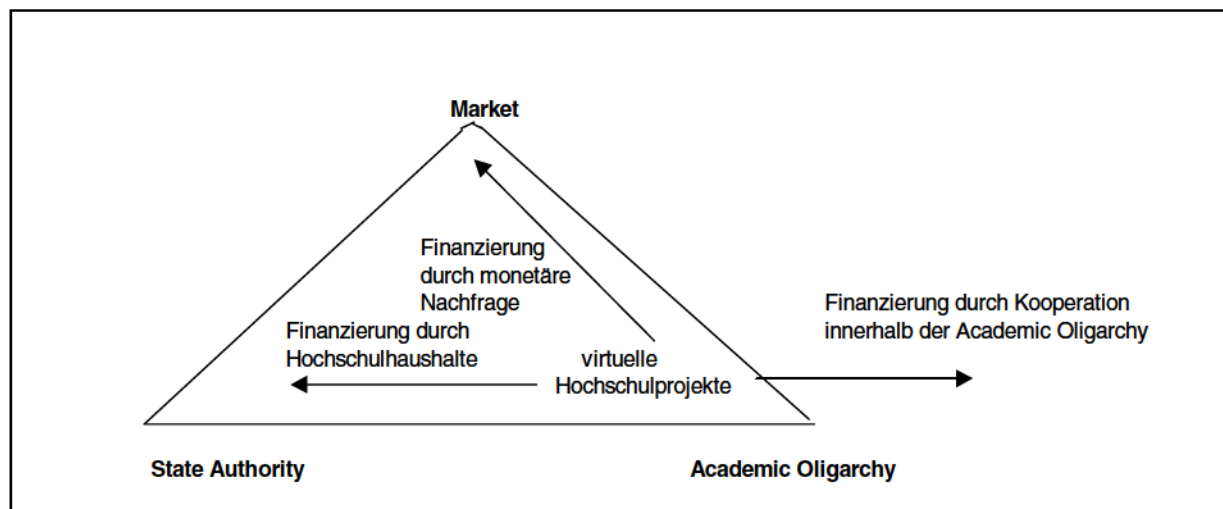 Market
Finanzierung
durch monetäre
Nachfrage
Finanzierung durch
Hochschulhaushalte
virtuelle
Hochschulprojekte
Finanzierung durch Kooperation
innerhalb der Academic Oligarchy
State Authority
Academic Oligarchy